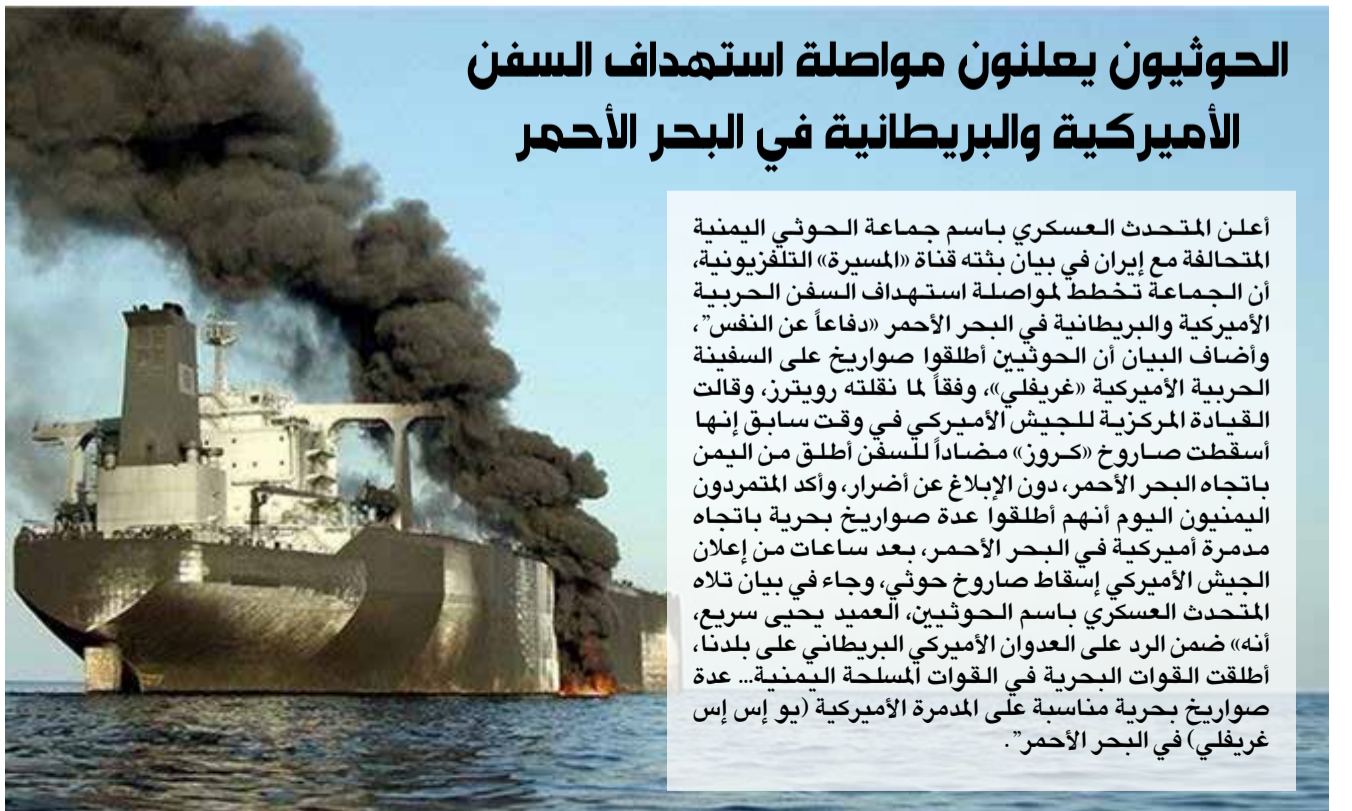 الحوثيون يعلنون مواصلة استهداف السفن
الأميركية والبريطانية في البحر الأحمر
أعلن المتحدث العسكري باسم جماعة الحوثي اليمنية
المتحالفة مع إيران في بيان بثته قناة «المسيرة» التلفزيونية،
أن الجماعة تخطط لمواصلة استهداف السفن الحربية
الأميركية والبريطانية في البحر الأحمر «دفاعاً عن النفس”،
وأضاف البيان أن الحوثيين أطلقوا صواريخ على السفينة
الحربية الأميركية «غريفلي»، وفقاً لما نقلته رويترز، وقالت
القيادة المركزية للجيش الأميركي في وقت سابق إنها
أسقطت صاروخ «كروز» مضاداً للسفن أطلق من اليمن
باتجاه البحر الأحمر، دون الإبلاغ عن أضرار، وأكد المتمردون
اليمنيون اليوم أنهم أطلقوا عدة صواريخ بحرية باتجاه
مدمرة أميركية في البحر الأحمر، بعد ساعات من إعلان
الجيش الأميركي إسقاط صاروخ حوثي، وجاء في بيان تلاه
المتحدث العسكري باسم الحوثيين، العميد يحيى سريع،
أنه» ضمن الرد على العدوان الأميركي البريطاني على بلدنا،
أطلقت القوات البحرية في القوات المسلحة اليمنية... عدة
صواريخ بحرية مناسبة على المدمرة الأميركية (يو إس إس
غريفلي) في البحر الأحمر”.